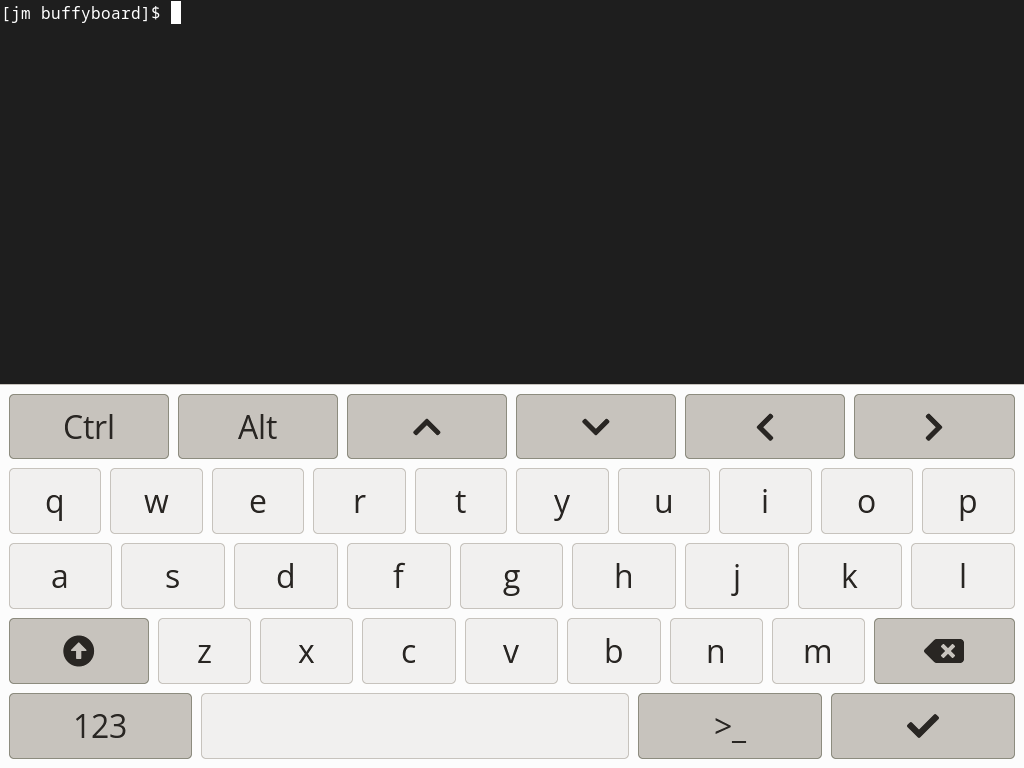 [jm buffyboard]$
Ctrl Alt
q w e r t y u i o p
a s d f g h j k l
z x c v b n m
123 >_